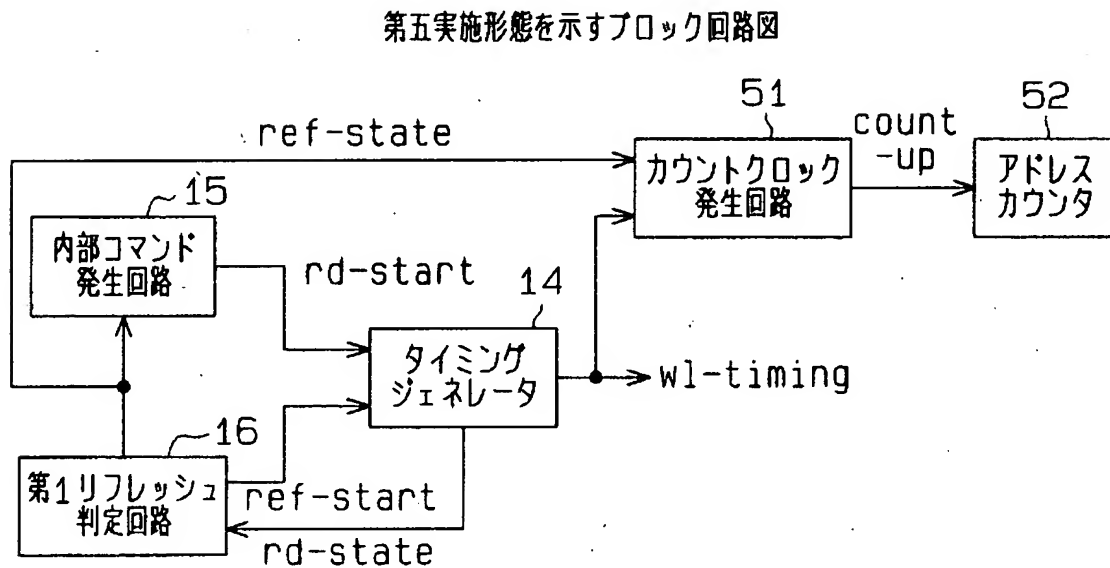 第五実施形態を示すブロック回路図
51
52
ref-state
count
-up
カウントクロック
発生回路
アドレス
カウンタ
15
内部コマンド
発生回路
rd-start
14
タイミング
ジェネレータ
wl-timing
16
第1リフレッシュ
判定回路
ref-start
rd-state